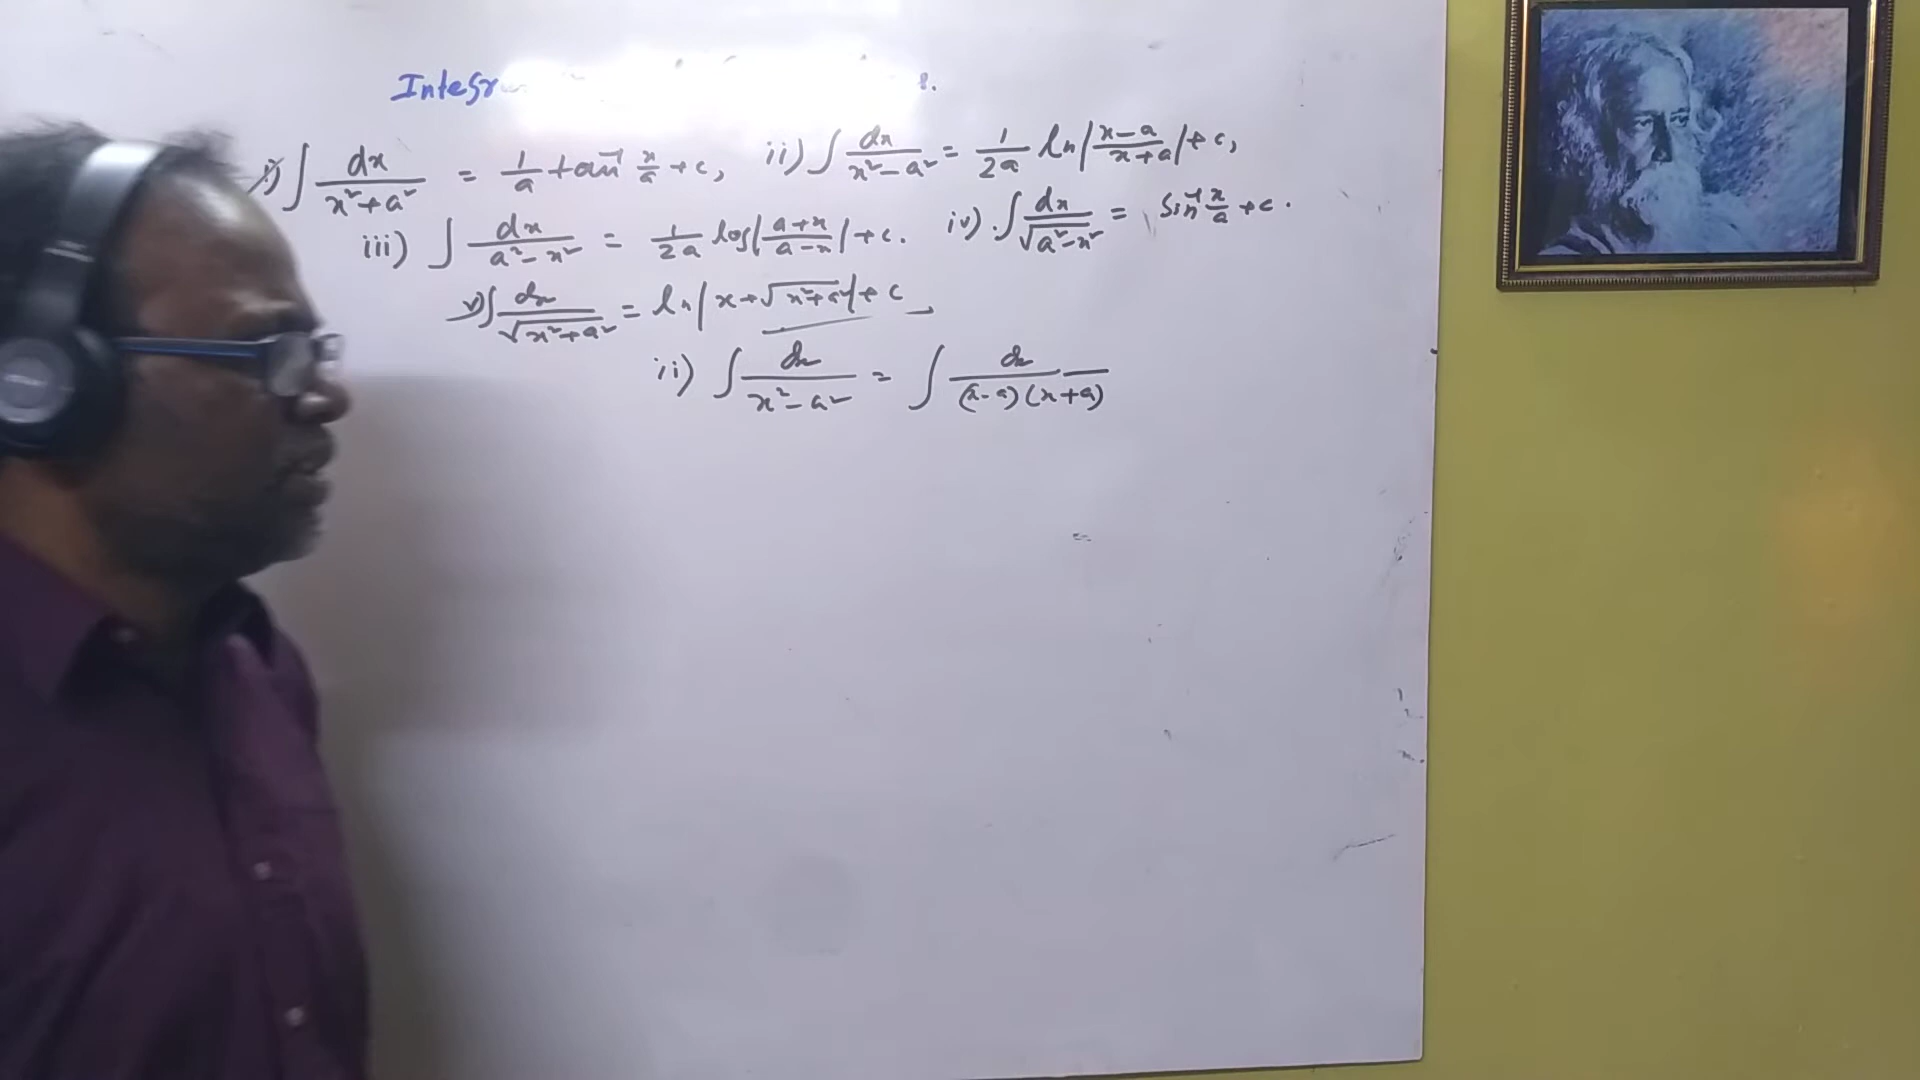 i) ∫ dx/(x²+a²) = 1/a tan⁻¹ x/a + c, ii) ∫ dx/(x²-a²) = 1/2a ln|(x-a)/(x+a)| + c,
iii) ∫ dx/(a²-x²) = 1/2a log|(a+x)/(a-x)| + c. iv) ∫ dx/√(a²-x²) = sin⁻¹ x/a + c.
v) ∫ dx/√(x²+a²) = ln|x+√(x²+a²)| + c
ii) ∫ dx/(x²-a²) = ∫ dx/((x-a)(x+a))